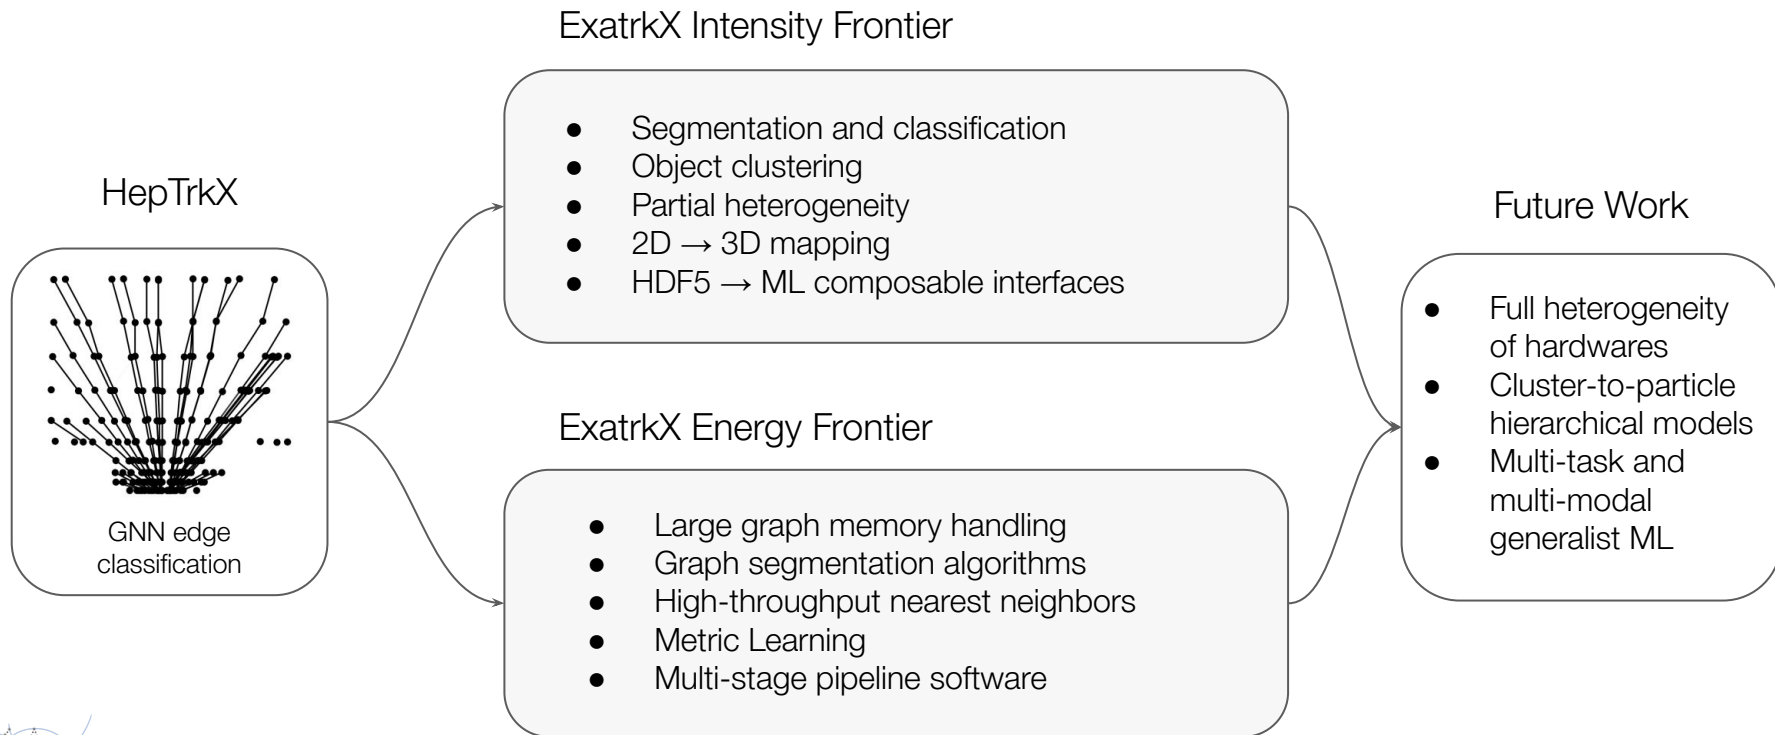 HepTrkX
GNN edge
classification
ExatrkX Intensity Frontier
● Segmentation and classification
● Object clustering
● Partial heterogeneity
● 2D → 3D mapping
● HDF5 → ML composable interfaces
ExatrkX Energy Frontier
● Large graph memory handling
● Graph segmentation algorithms
● High-throughput nearest neighbors
● Metric Learning
● Multi-stage pipeline software
Future Work
● Full heterogeneity
of hardwares
● Cluster-to-particle
hierarchical models
● Multi-task and
multi-modal
generalist ML